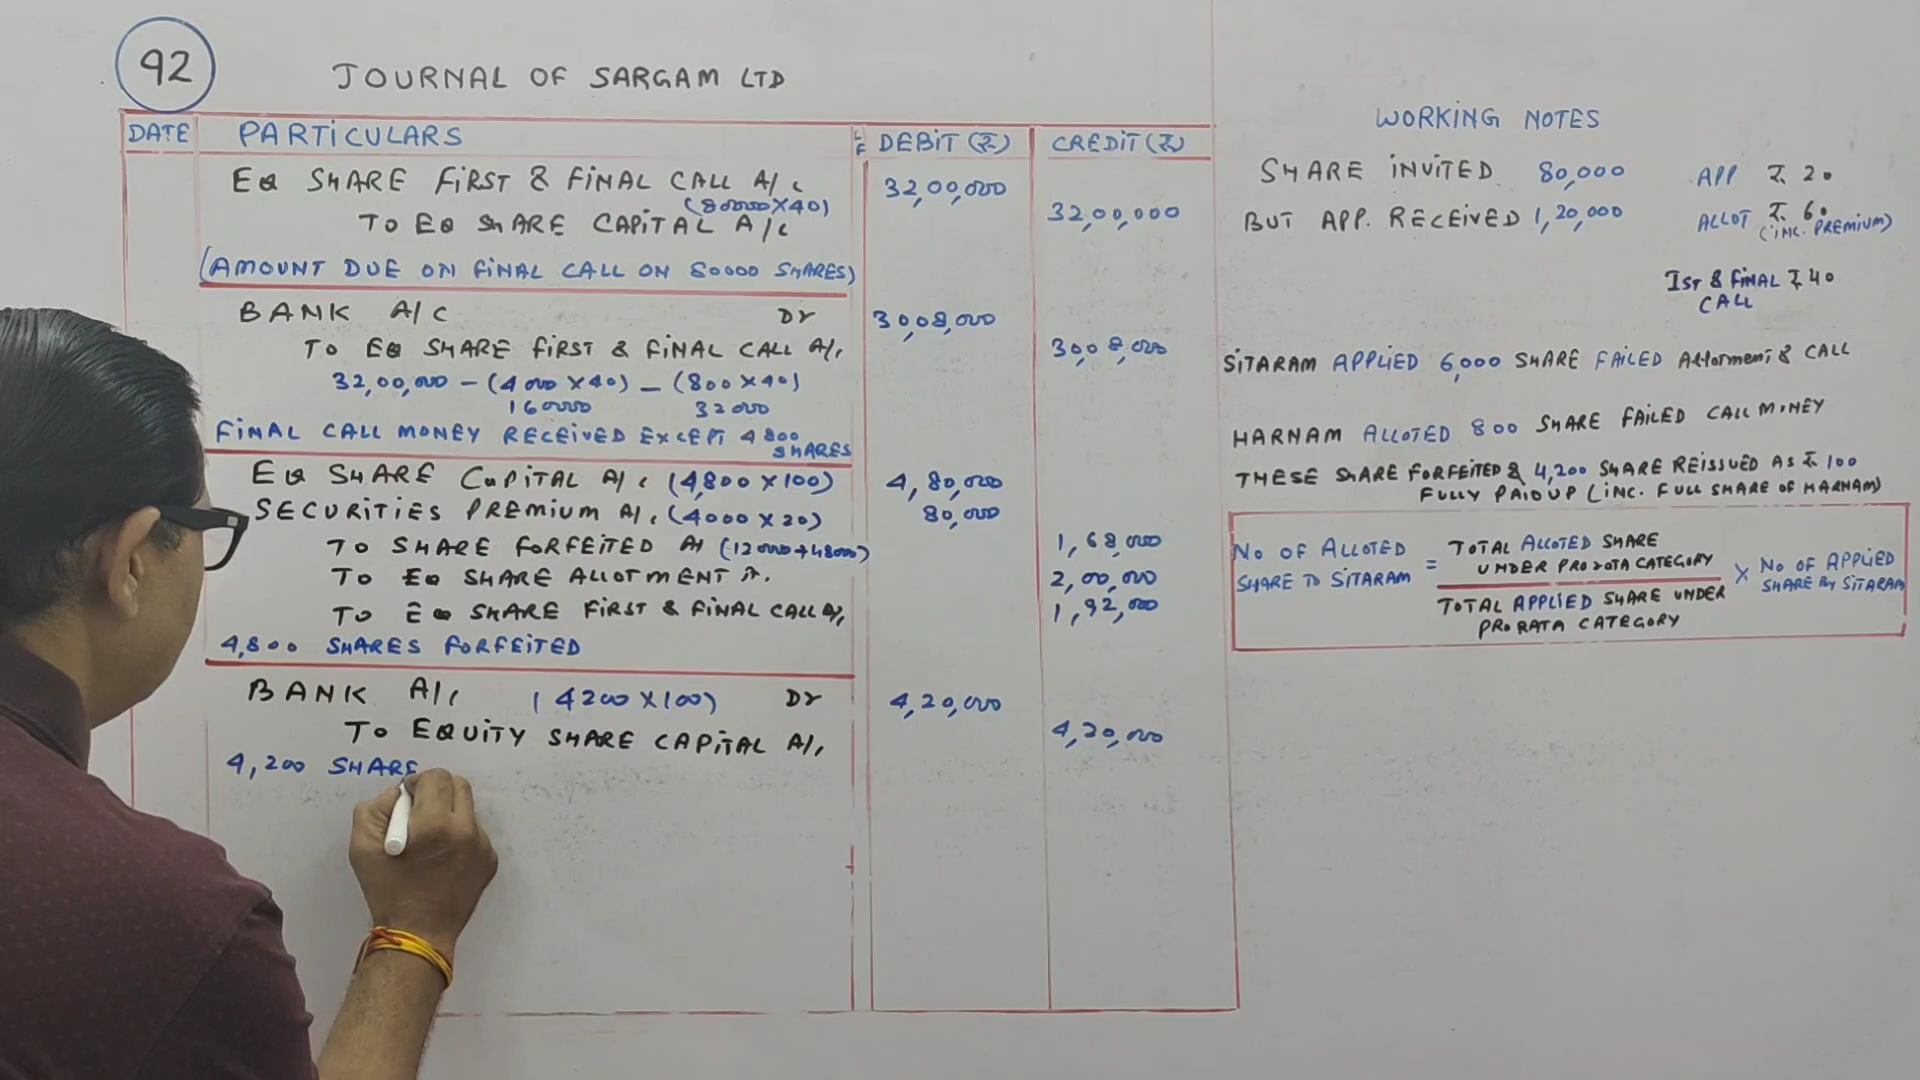 92
JOURNAL OF SARGAM LTD
DATE PARTICULARS LF DEBIT (₹) CREDIT (₹)
EQ SHARE FIRST & FINAL CALL A/c 32,00,000
(80000X40)
TO EQ SHARE CAPITAL A/c 32,00,000
(AMOUNT DUE ON FINAL CALL ON 80000 SHARES)
BANK A/C Dr 30,08,000
TO EQ SHARE FIRST & FINAL CALL A/c 30,08,000
32,00,000 - (4000 X 40) - (800 X 40)
160000 32000
FINAL CALL MONEY RECEIVED EXCEPT 4800
SHARES
EQ SHARE CAPITAL A/c (4,800 X 100) 4,80,000
SECURITIES PREMIUM A/c (4000 X 20) 80,000
TO SHARE FORFEITED A/c (12000+48000) 1,68,000
TO EQ SHARE ALLOTMENT A/c 2,00,000
TO EQ SHARE FIRST & FINAL CALL A/c 1,92,000
4,800 SHARES FORFEITED
BANK A/c (4200 X 100) Dr 4,20,000
TO EQUITY SHARE CAPITAL A/c 4,20,000
4,200 SHARE
WORKING NOTES
SHARE INVITED 80,000 APP ₹ 20
BUT APP. RECEIVED 1,20,000 ALLOT ₹ 60
(INC. PREMIUM)
IST & FINAL ₹ 40
CALL
SITARAM APPLIED 6,000 SHARE FAILED Allotment & CALL
HARNAM ALLOTED 800 SHARE FAILED CALL MONEY
THESE SHARE FORFEITED & 4,200 SHARE REISSUED AS ₹ 100
FULLY PAID UP (INC. FULL SHARE OF HARNAM)
NO OF ALLOTED SHARE TO SITARAM =
TOTAL ALLOTED SHARE
UNDER PRORATA CATEGORY
TOTAL APPLIED SHARE UNDER
PRORATA CATEGORY
X NO OF APPLIED
SHARE BY SITARAM